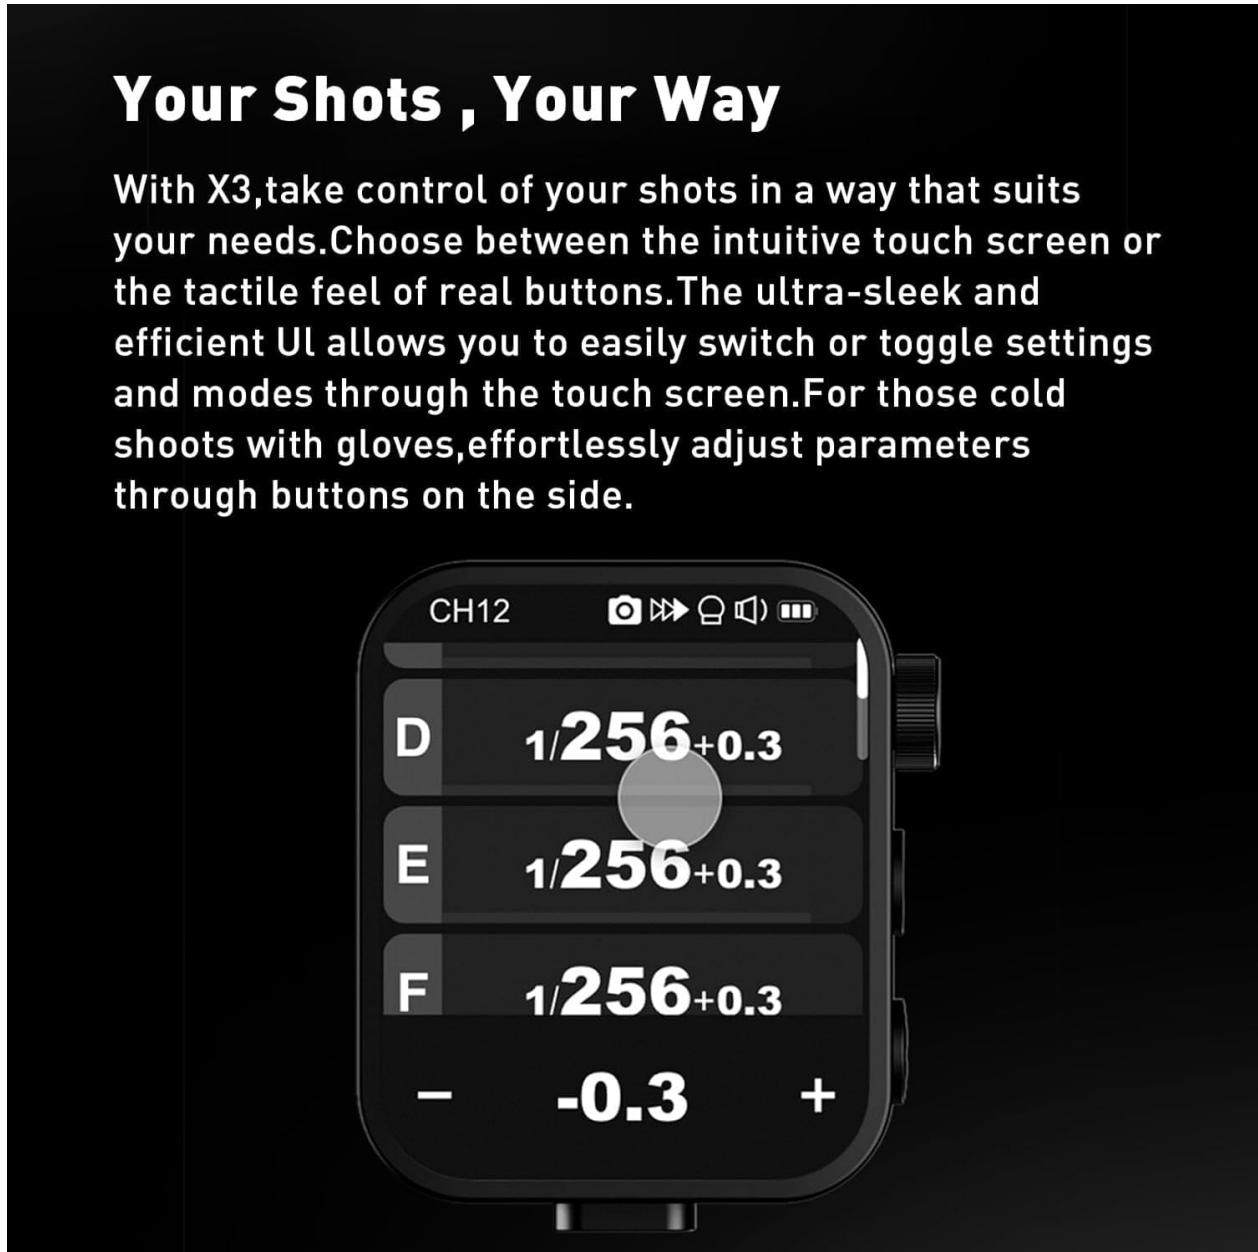 Your Shots , Your Way
With X3,take control of your shots in a way that suits
your needs.Choose between the intuitive touch screen or
the tactile feel of real buttons.The ultra-sleek and
efficient UI allows you to easily switch or toggle settings
and modes through the touch screen.For those cold
shoots with gloves,effortlessly adjust parameters
through buttons on the side.
CH12
D 1/256+0.3
E 1/256+0.3
F 1/256+0.3
- -0.3 +